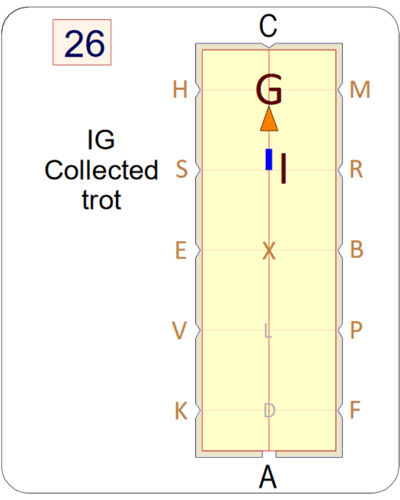 26
C
H G M
IG
Collected
trot
S I R
E X B
V L P
K D F
A